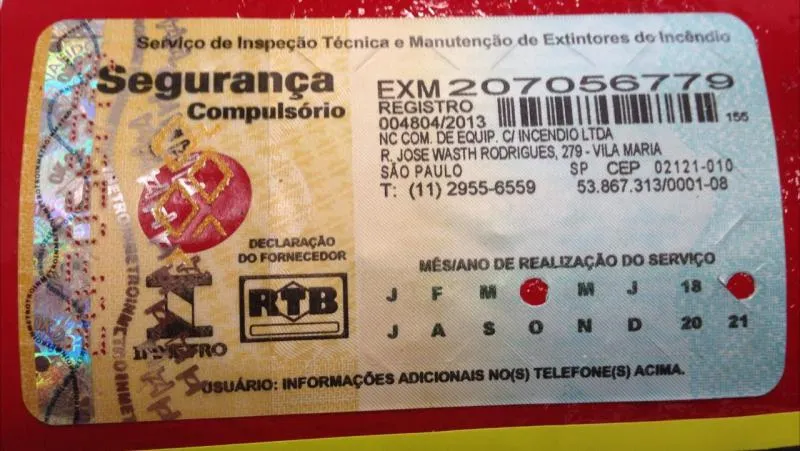 Serviço de Inspeção Técnica e Manutenção de Extintores de Incêndio
Segurança
Compulsório
EXM 207056779
REGISTRO
004804/2013
155
NC COM. DE EQUIP. C/ INCENDIO LTDA
R. JOSE WASTH RODRIGUES, 279 - VILA MARIA
SÃO PAULO SP CEP 02121-010
T: (11) 2955-6559 53.867.313/0001-08
DECLARAÇÃO
DO FORNECEDOR
RTB
MÊS/ANO DE REALIZAÇÃO DO SERVIÇO
J F M M J 18
J A S O N D 20 21
USUÁRIO: INFORMAÇÕES ADICIONAIS NO(S) TELEFONE(S) ACIMA.